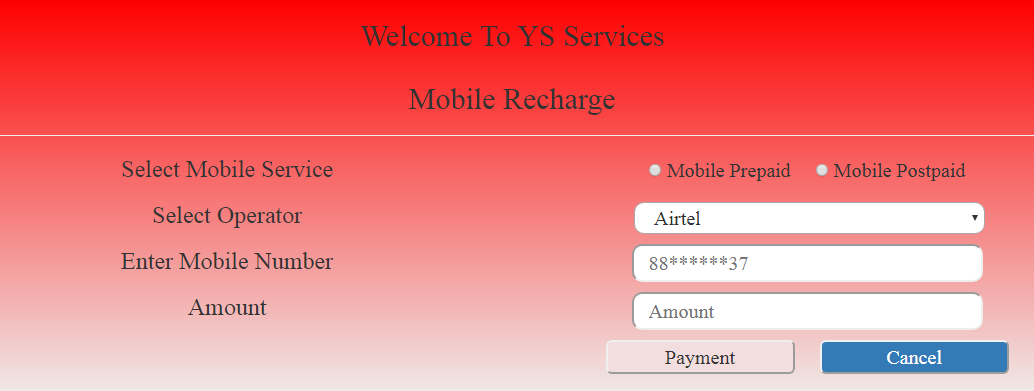 Welcome To YS Services
Mobile Recharge
Select Mobile Service
Mobile Prepaid Mobile Postpaid
Select Operator
Airtel
Enter Mobile Number
88******37
Amount
Amount
Payment Cancel